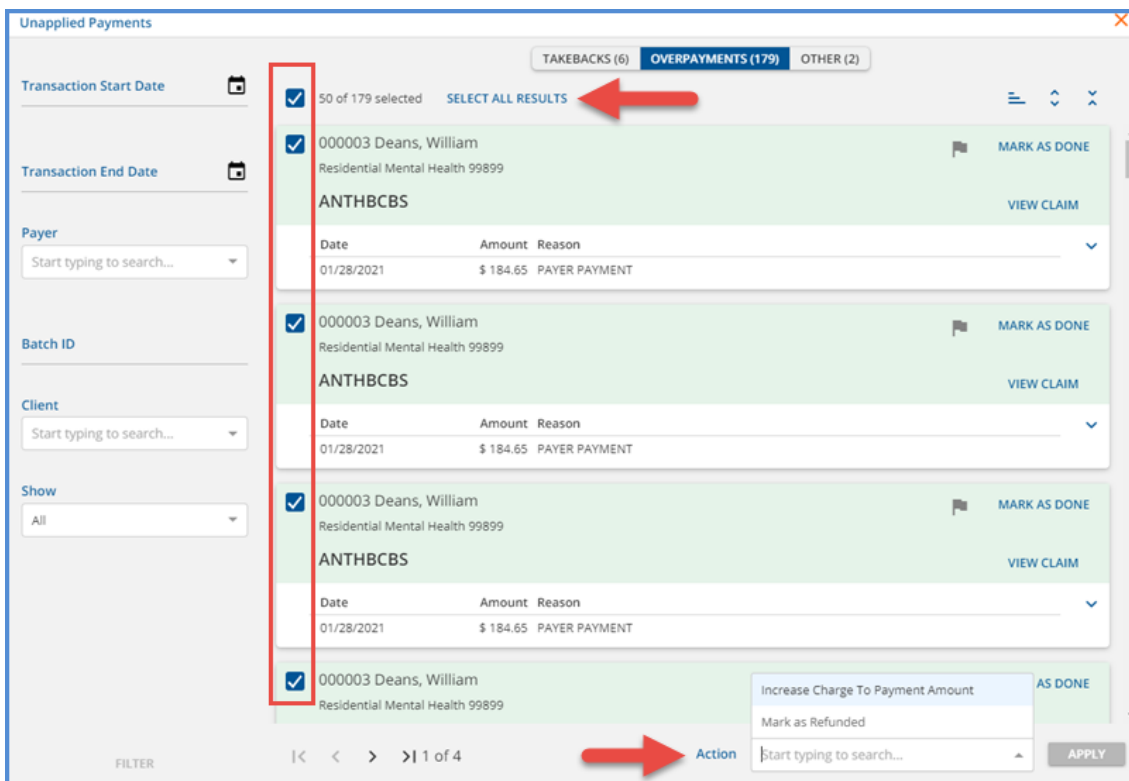 Unapplied Payments
Transaction Start Date
Transaction End Date
Payer
Start typing to search...
Batch ID
Client
Start typing to search...
Show
All
FILTER
TAKEBACKS (6) OVERPAYMENTS (179) OTHER (2)
50 of 179 selected SELECT ALL RESULTS
000003 Deans, William
MARK AS DONE
Residential Mental Health 99899
ANTHBCBS
VIEW CLAIM
Date Amount Reason
01/28/2021 $ 184.65 PAYER PAYMENT
000003 Deans, William
MARK AS DONE
Residential Mental Health 99899
ANTHBCBS
VIEW CLAIM
Date Amount Reason
01/28/2021 $ 184.65 PAYER PAYMENT
000003 Deans, William
MARK AS DONE
Residential Mental Health 99899
ANTHBCBS
VIEW CLAIM
Date Amount Reason
01/28/2021 $ 184.65 PAYER PAYMENT
000003 Deans, William
AS DONE
Residential Mental Health 99899
Increase Charge To Payment Amount
Mark as Refunded
1 of 4
Action Start typing to search... APPLY